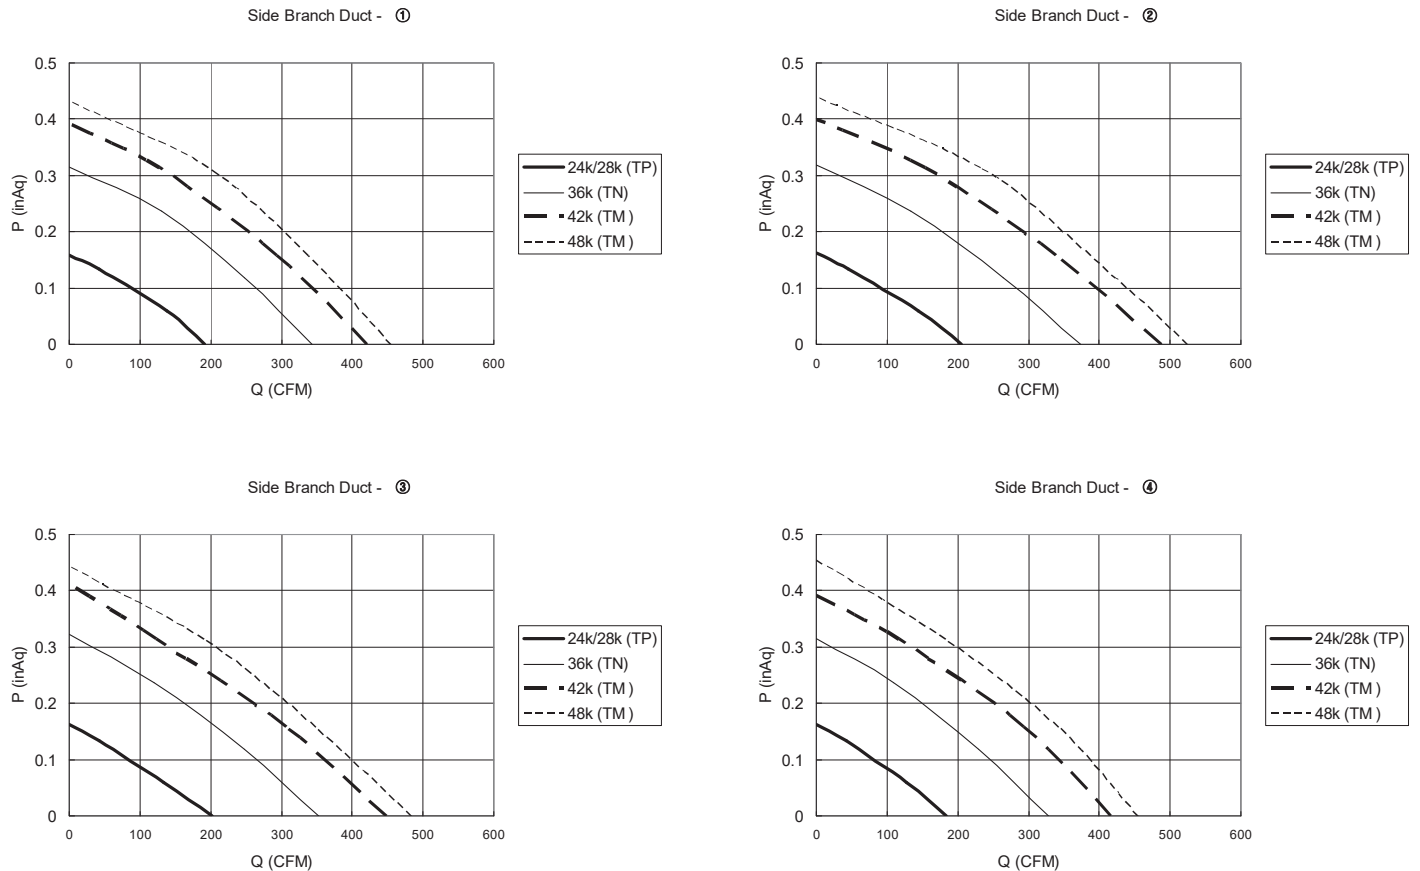 Side Branch Duct - ①
0.5
0.4
0.3
0.2
0.1
0
P (inAq)
0 100 200 300 400 500 600
Q (CFM)
24k/28k (TP)
36k (TN)
42k (TM )
48k (TM )
Side Branch Duct - ②
0.5
0.4
0.3
0.2
0.1
0
P (inAq)
0 100 200 300 400 500 600
Q (CFM)
24k/28k (TP)
36k (TN)
42k (TM )
48k (TM )
Side Branch Duct - ③
0.5
0.4
0.3
0.2
0.1
0
P (inAq)
0 100 200 300 400 500 600
Q (CFM)
24k/28k (TP)
36k (TN)
42k (TM )
48k (TM )
Side Branch Duct - ④
0.5
0.4
0.3
0.2
0.1
0
P (inAq)
0 100 200 300 400 500 600
Q (CFM)
24k/28k (TP)
36k (TN)
42k (TM )
48k (TM )